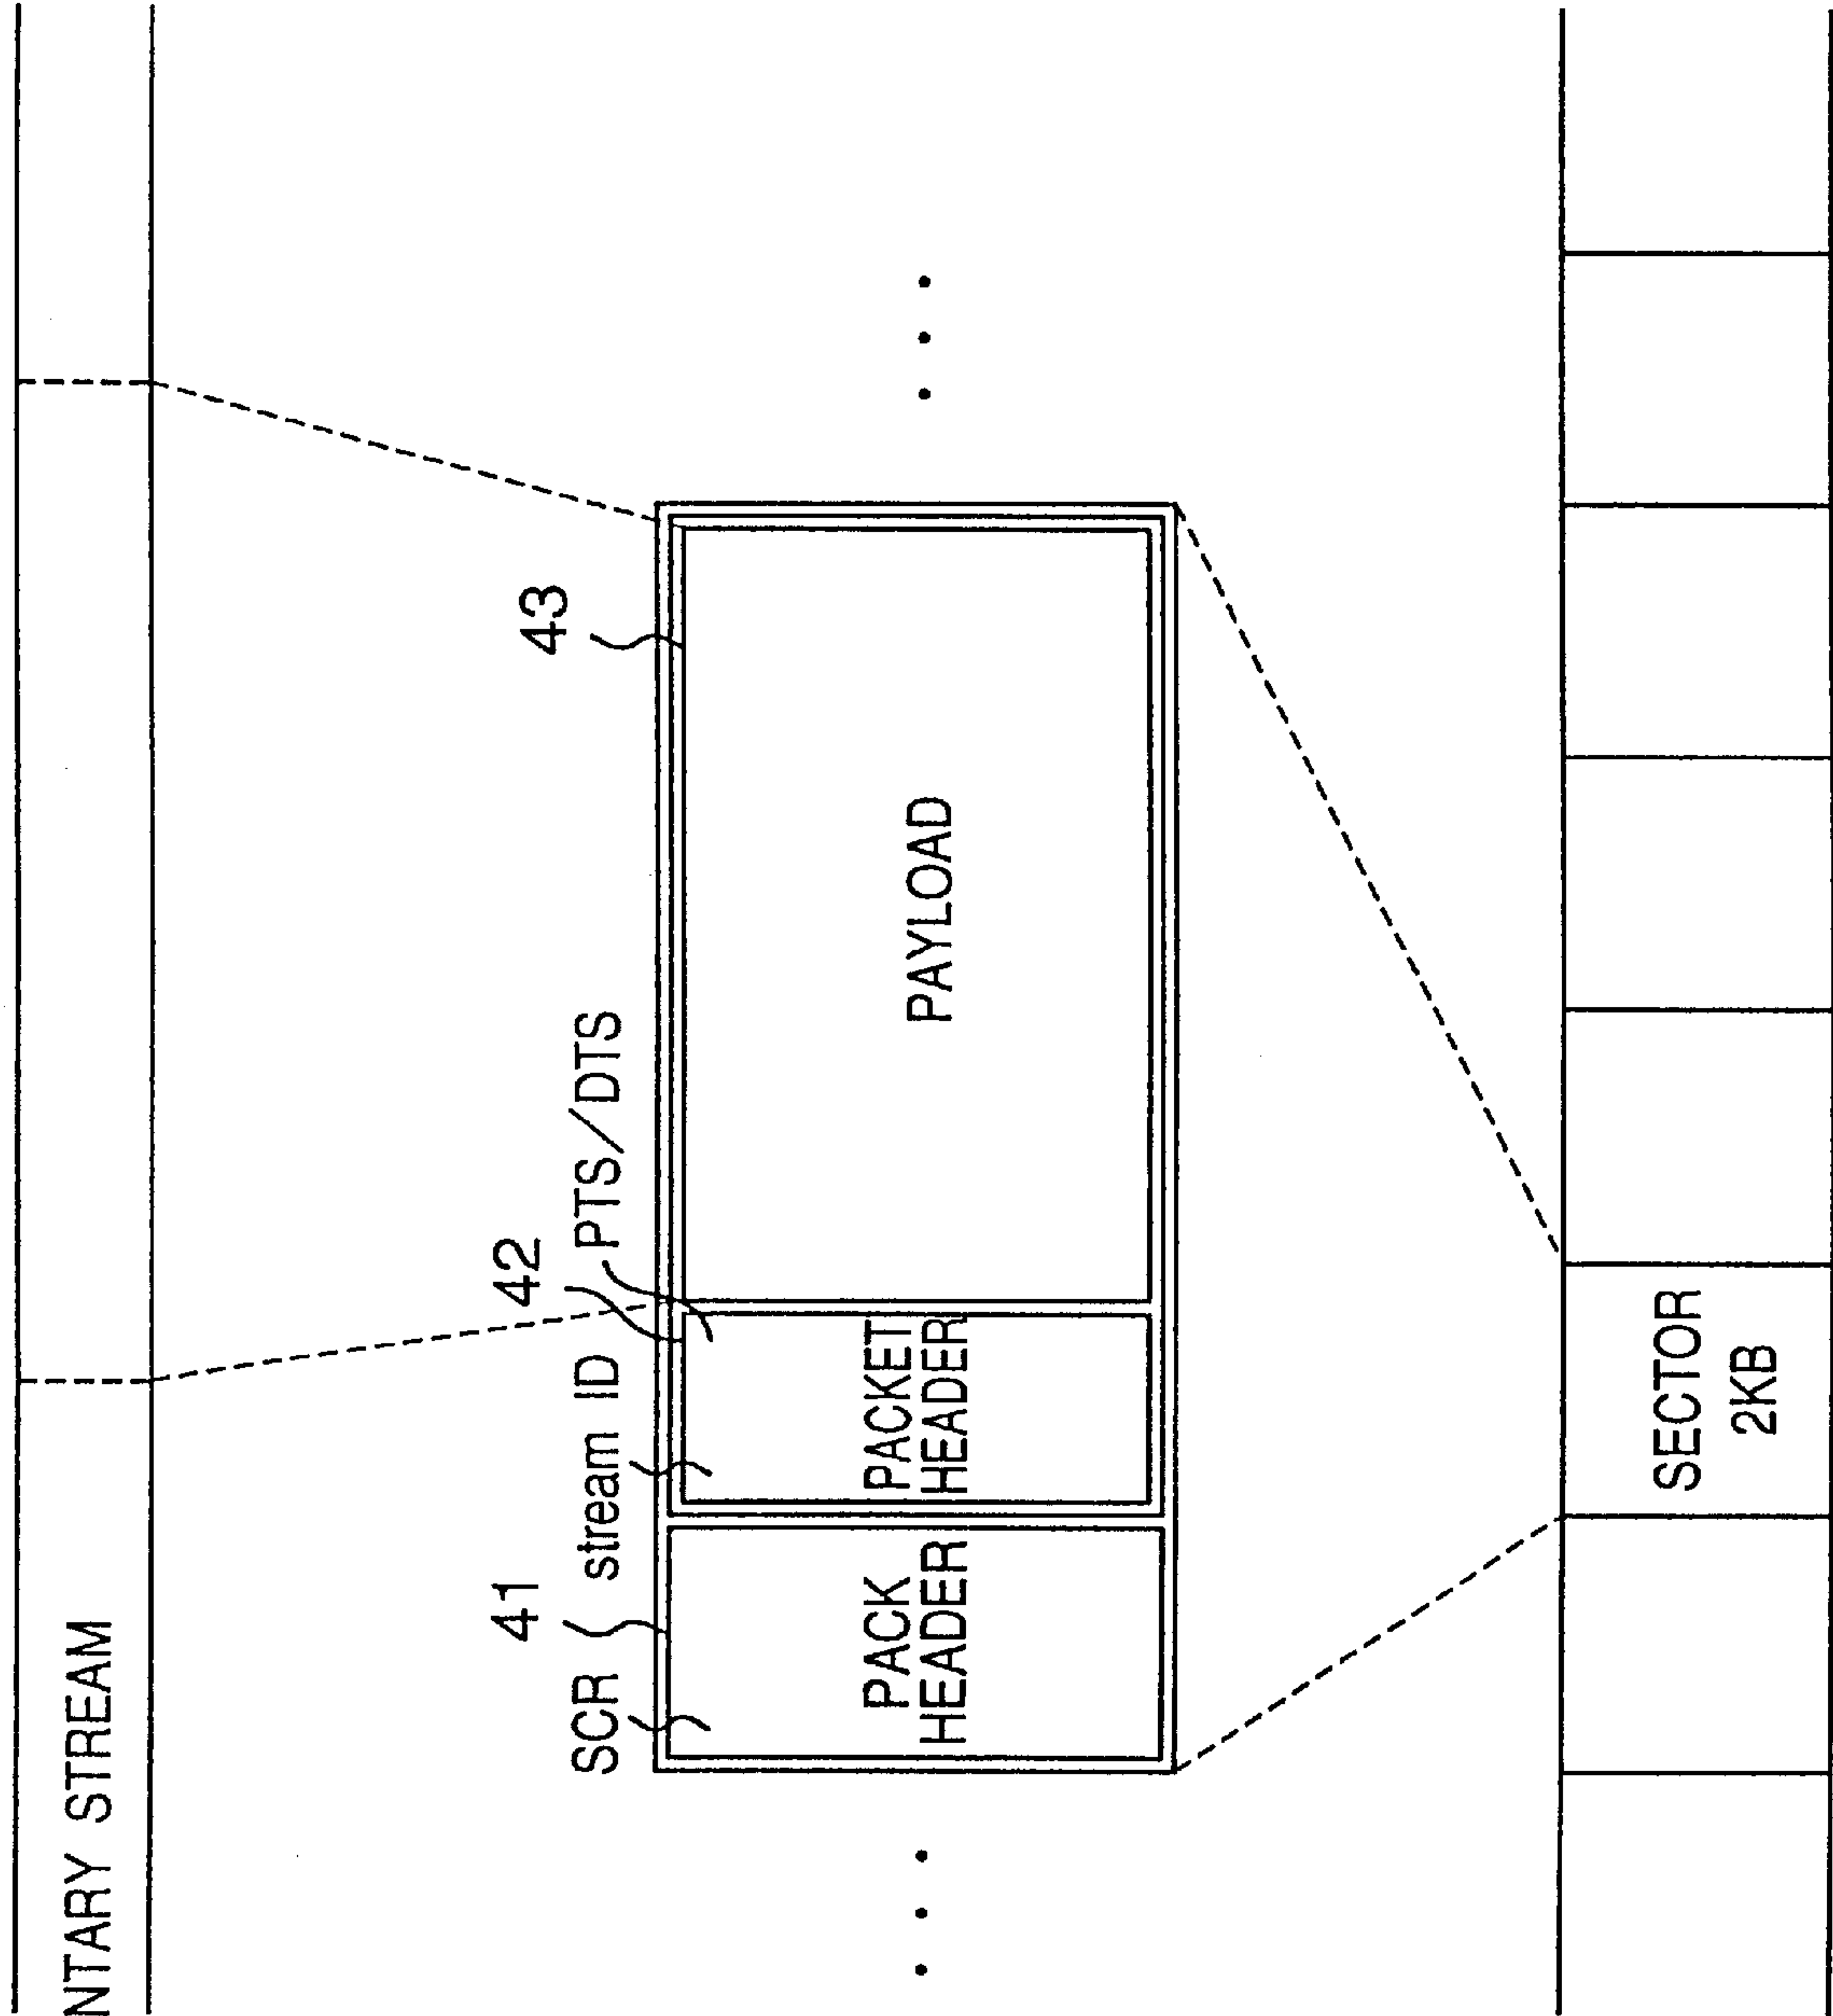 NTARY STREAM
41
42
43
SCR
stream ID
PTS/DTS
PACK
HEADER
PACKET
HEADER
PAYLOAD
SECTOR
2KB